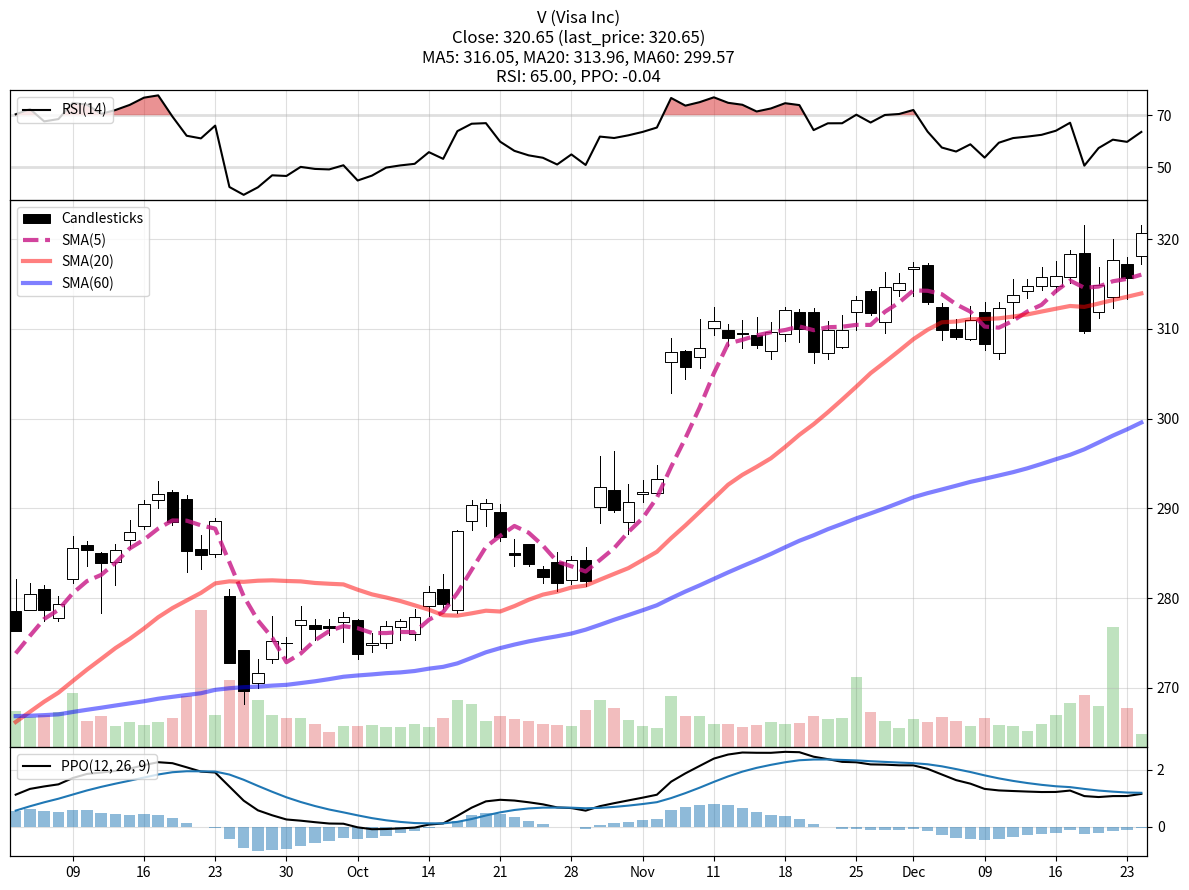 V (Visa Inc)
Close: 320.65 (last_price: 320.65)
MA5: 316.05, MA20: 313.96, MA60: 299.57
RSI: 65.00, PPO: -0.04
RSI(14)
70
50
Candlesticks
SMA(5)
SMA(20)
SMA(60)
320
310
300
290
280
270
PPO(12, 26, 9)
2
0
09 16 23 30 Oct 14 21 28 Nov 11 18 25 Dec 09 16 23